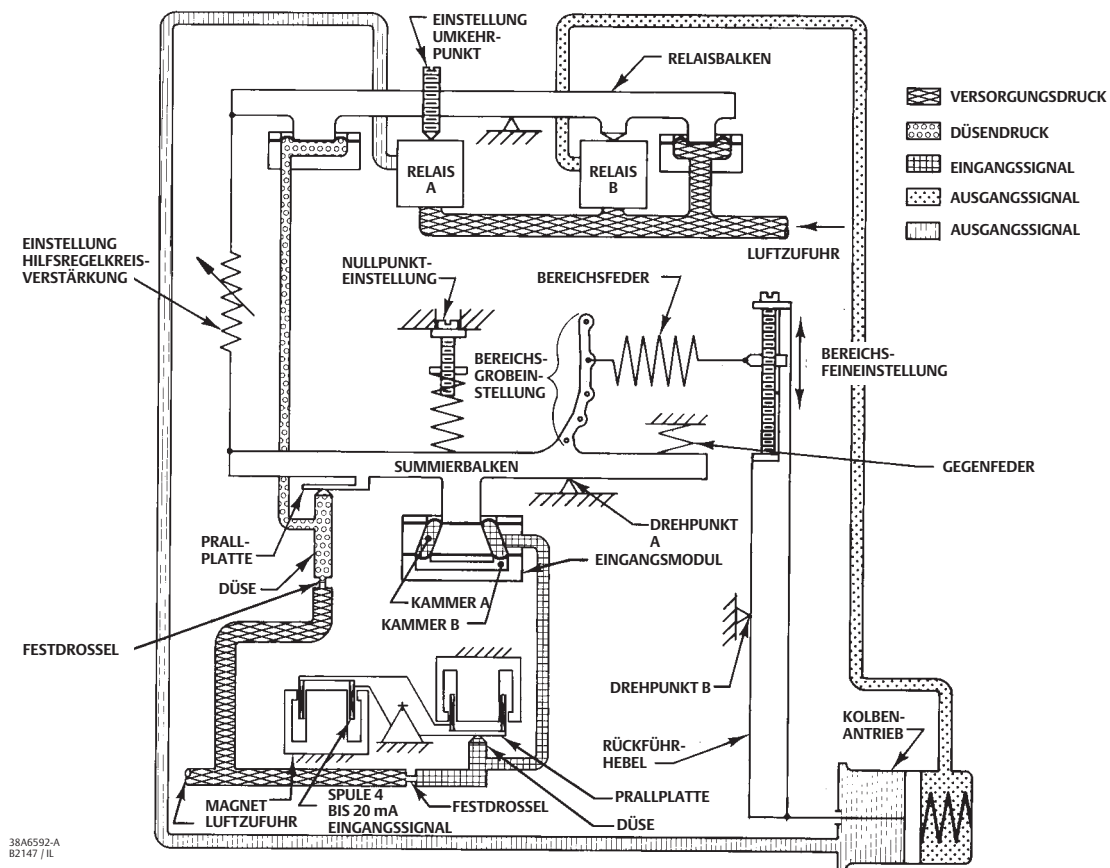 EINSTELLUNG
UMKEHR-
PUNKT
RELAISBALKEN
VERSORGUNGSDRUCK
DÜSENDRUCK
EINGANGSSIGNAL
AUSGANGSSIGNAL
AUSGANGSSIGNAL
RELAIS
A
RELAIS
B
LUFTZUFUHR
EINSTELLUNG
HILFSREGELKREIS-
VERSTÄRKUNG
NULLPUNKT-
EINSTELLUNG
BEREICHSFEDER
BEREICHS-
GROBEIN-
STELLUNG
BEREICHS-
FEINEINSTELLUNG
SUMMIERBALKEN
GEGENFEDER
PRALL-
PLATTE
DÜSE
DREHPUNKT
A
EINGANGSMODUL
KAMMER A
KAMMER B
FESTDROSSEL
DREHPUNKT B
KOLBEN-
ANTRIEB
RÜCKFÜHR-
HEBEL
MAGNET
LUFTZUFUHR
SPULE 4
BIS 20 mA
EINGANGSSIGNAL
FESTDROSSEL
PRALLPLATTE
DÜSE
38A6592-A
B2147 / IL